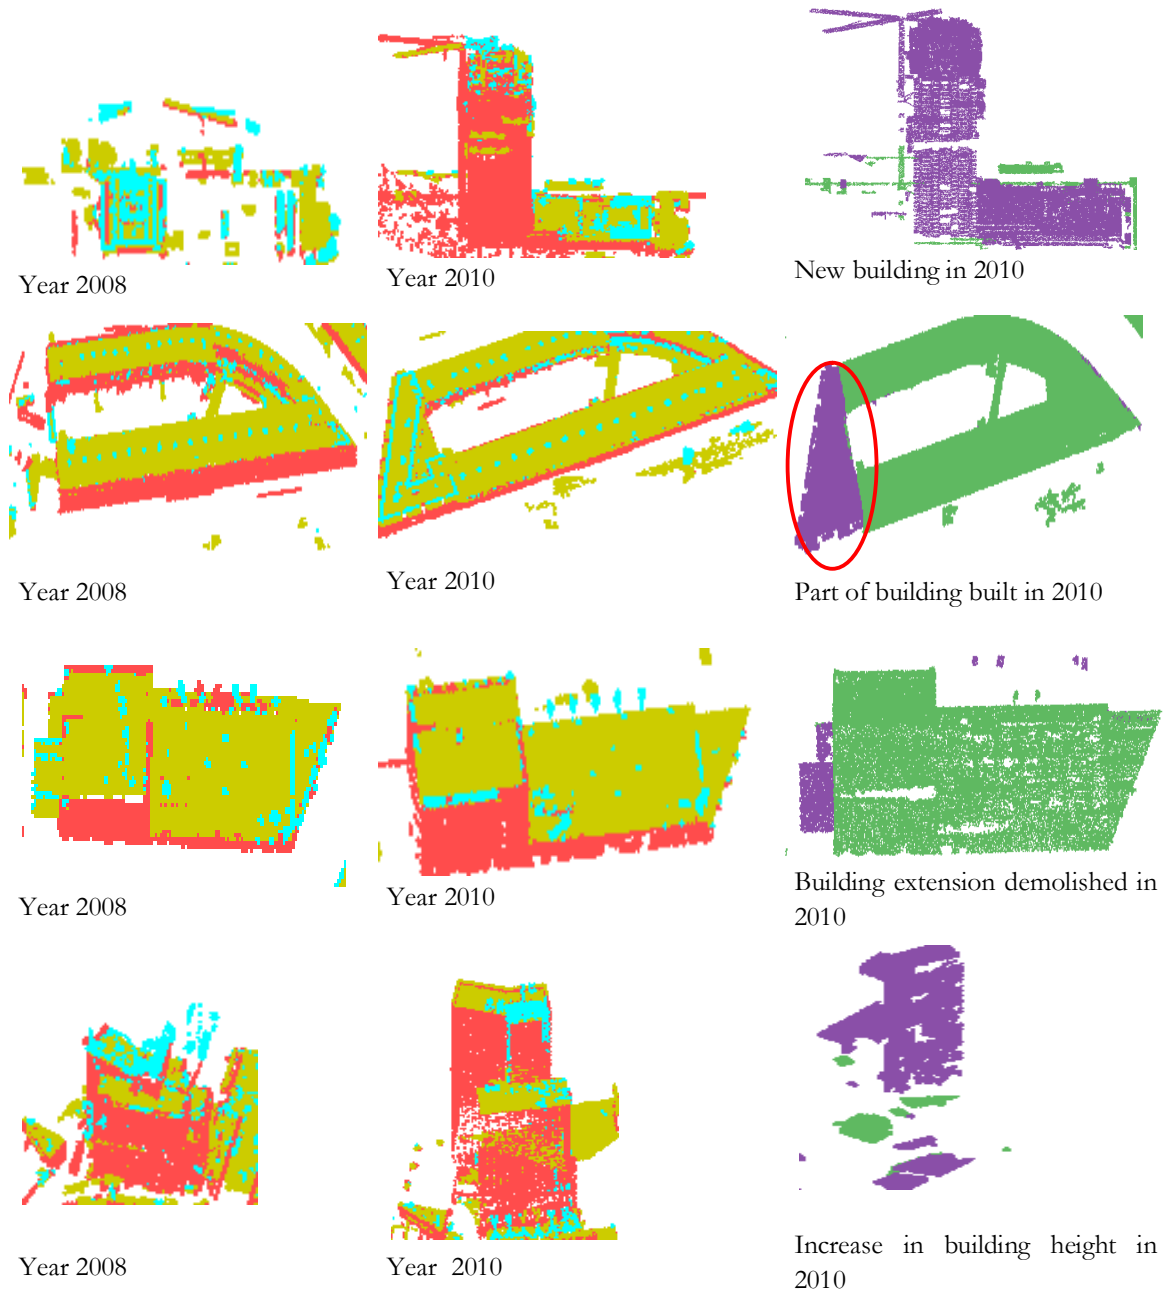 Year 2008
Year 2010
New building in 2010
Year 2008
Year 2010
Part of building built in 2010
Year 2008
Year 2010
Building extension demolished in
2010
Year 2008
Year 2010
Increase in building height in
2010